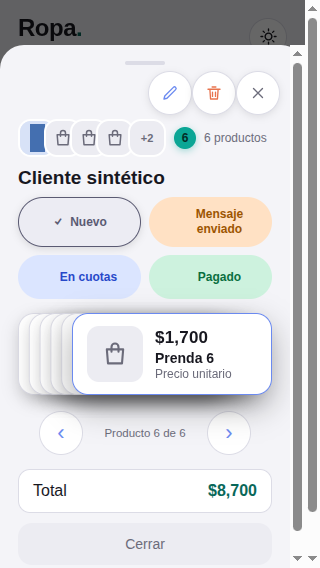 Ropa.
+2
6
6 productos
Cliente sintético
Nuevo
Mensaje
enviado
En cuotas
Pagado
$1,700
Prenda 6
Precio unitario
Producto 6 de 6
Total
$8,700
Cerrar